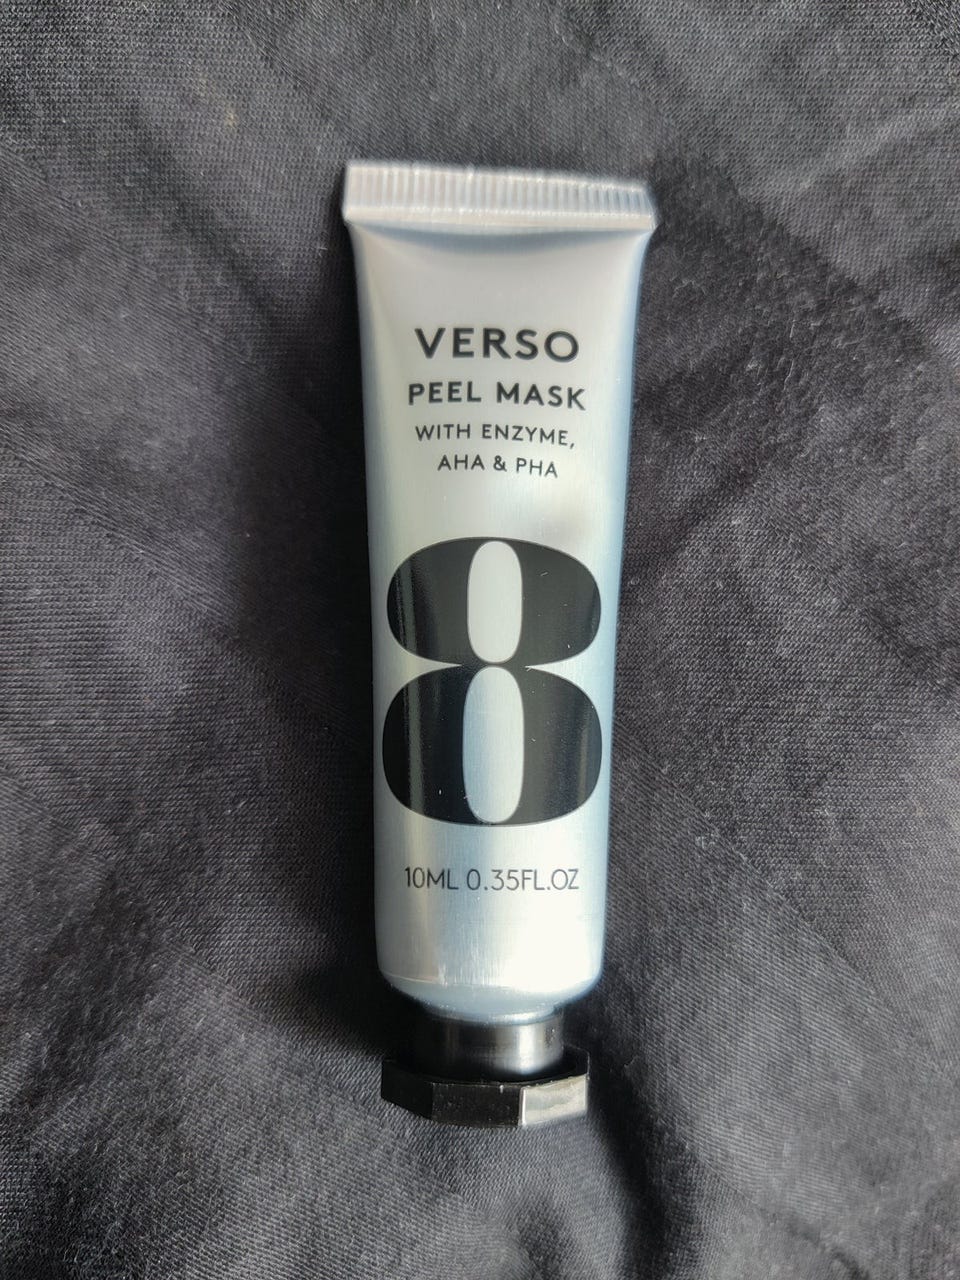 VERSO
PEEL MASK
WITH ENZYME,
AHA & PHA
8
10ML 0.35FL.OZ